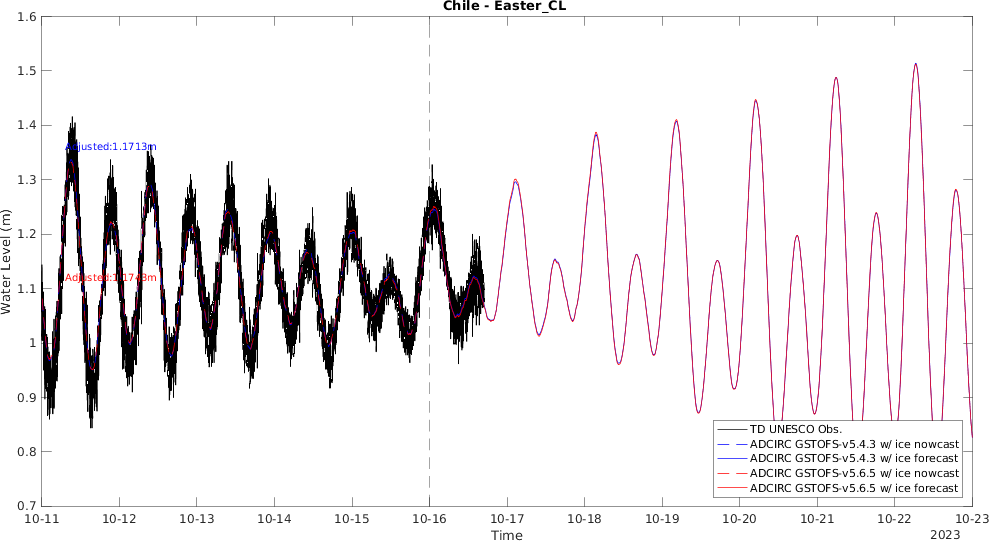 Chile - Easter_CL
1.6
1.5
1.4
1.3
1.2
1.1
1
0.9
0.8
0.7
Water Level (m)
Adjusted:1.1713m
Adjusted:1.1743m
TD UNESCO Obs.
ADCIRC GSTOFS-v5.4.3 w/ ice nowcast
ADCIRC GSTOFS-v5.4.3 w/ ice forecast
ADCIRC GSTOFS-v5.6.5 w/ ice nowcast
ADCIRC GSTOFS-v5.6.5 w/ ice forecast
10-11 10-12 10-13 10-14 10-15 10-16 10-17 10-18 10-19 10-20 10-21 10-22 10-23
Time
2023